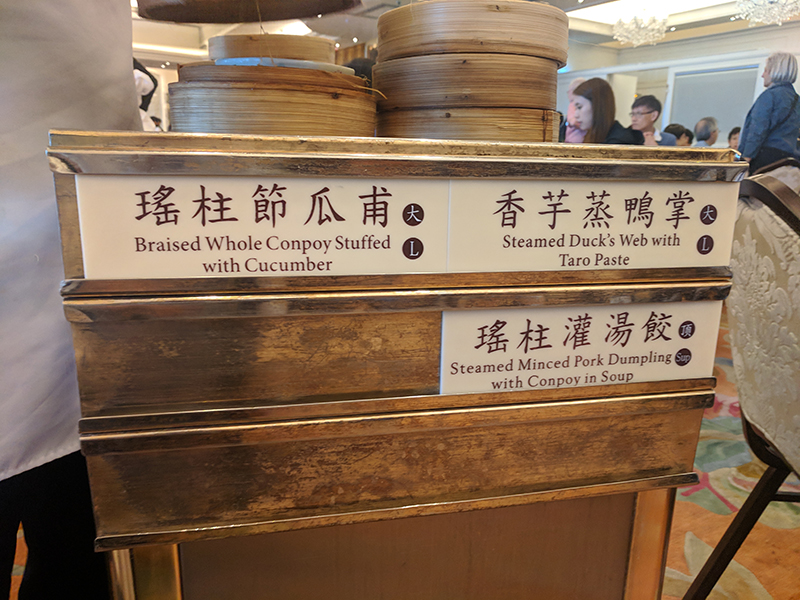 瑤柱節瓜甫 大
Braised Whole Conpoy Stuffed L
with Cucumber
香芋蒸鴨掌 大
Steamed Duck's Web with L
Taro Paste
瑤柱灌湯餃 頂
Steamed Minced Pork Dumpling Sup
with Conpoy in Soup